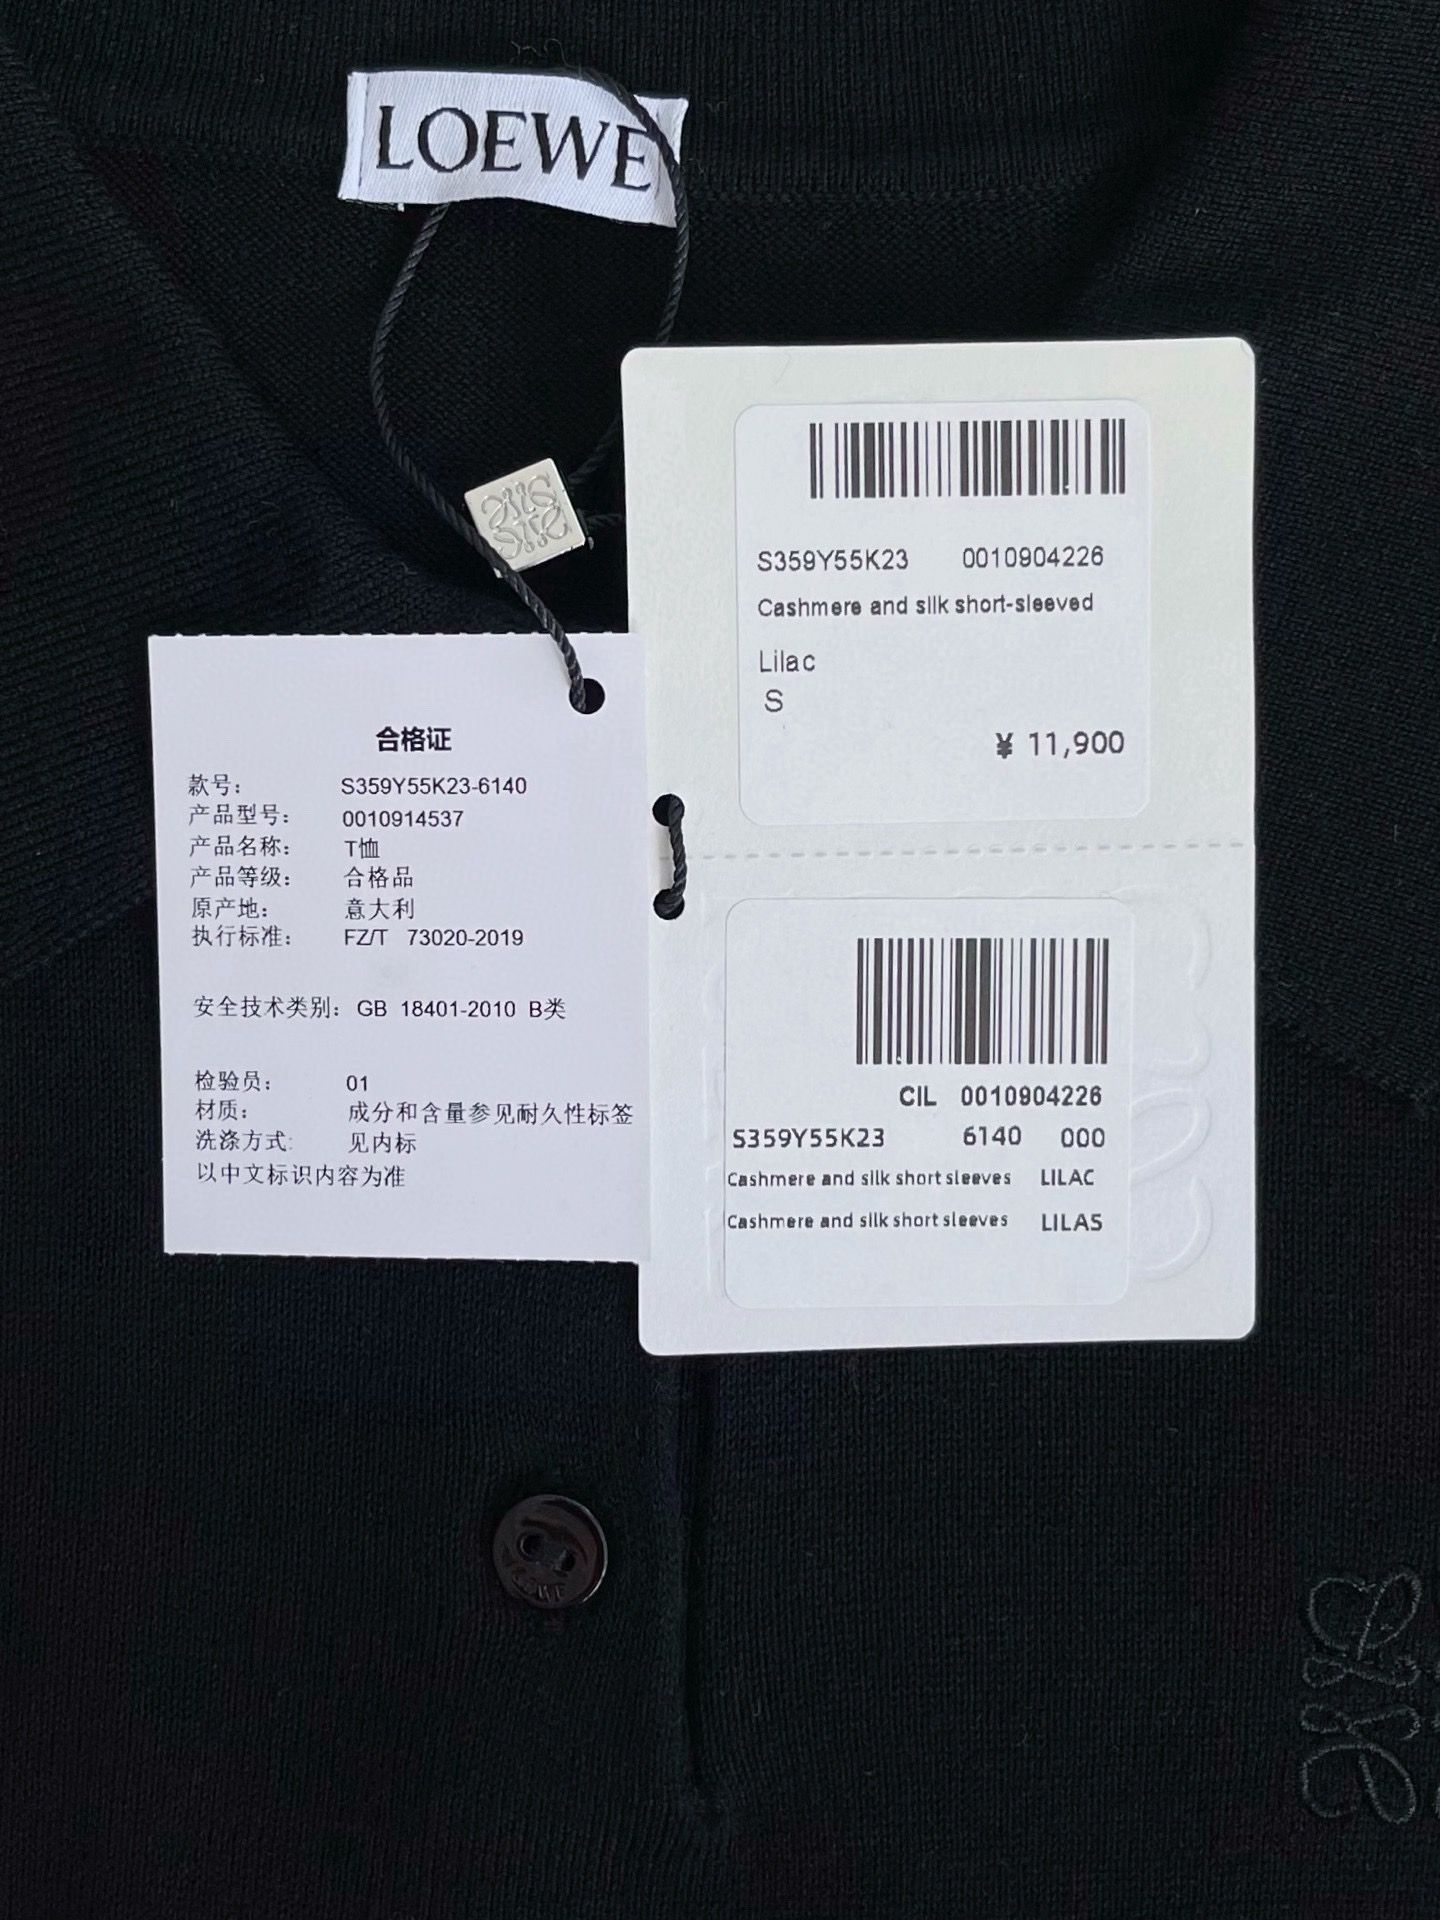 LOEWE
S359Y55K23 0010904226
Cashmere and silk short-sleeved
Lilac
S
¥ 11,900
合格证
款号: S359Y55K23-6140
产品型号: 0010914537
产品名称: T恤
产品等级: 合格品
原产地: 意大利
执行标准: FZ/T 73020-2019
安全技术类别: GB 18401-2010 B类
检验员: 01
材质: 成分和含量参见耐久性标签
洗涤方式: 见内标
以中文标识内容为准
CIL 0010904226
S359Y55K23 6140 000
Cashmere and silk short sleeves LILAC
Cashmere and silk short sleeves LILAS
LOEWE